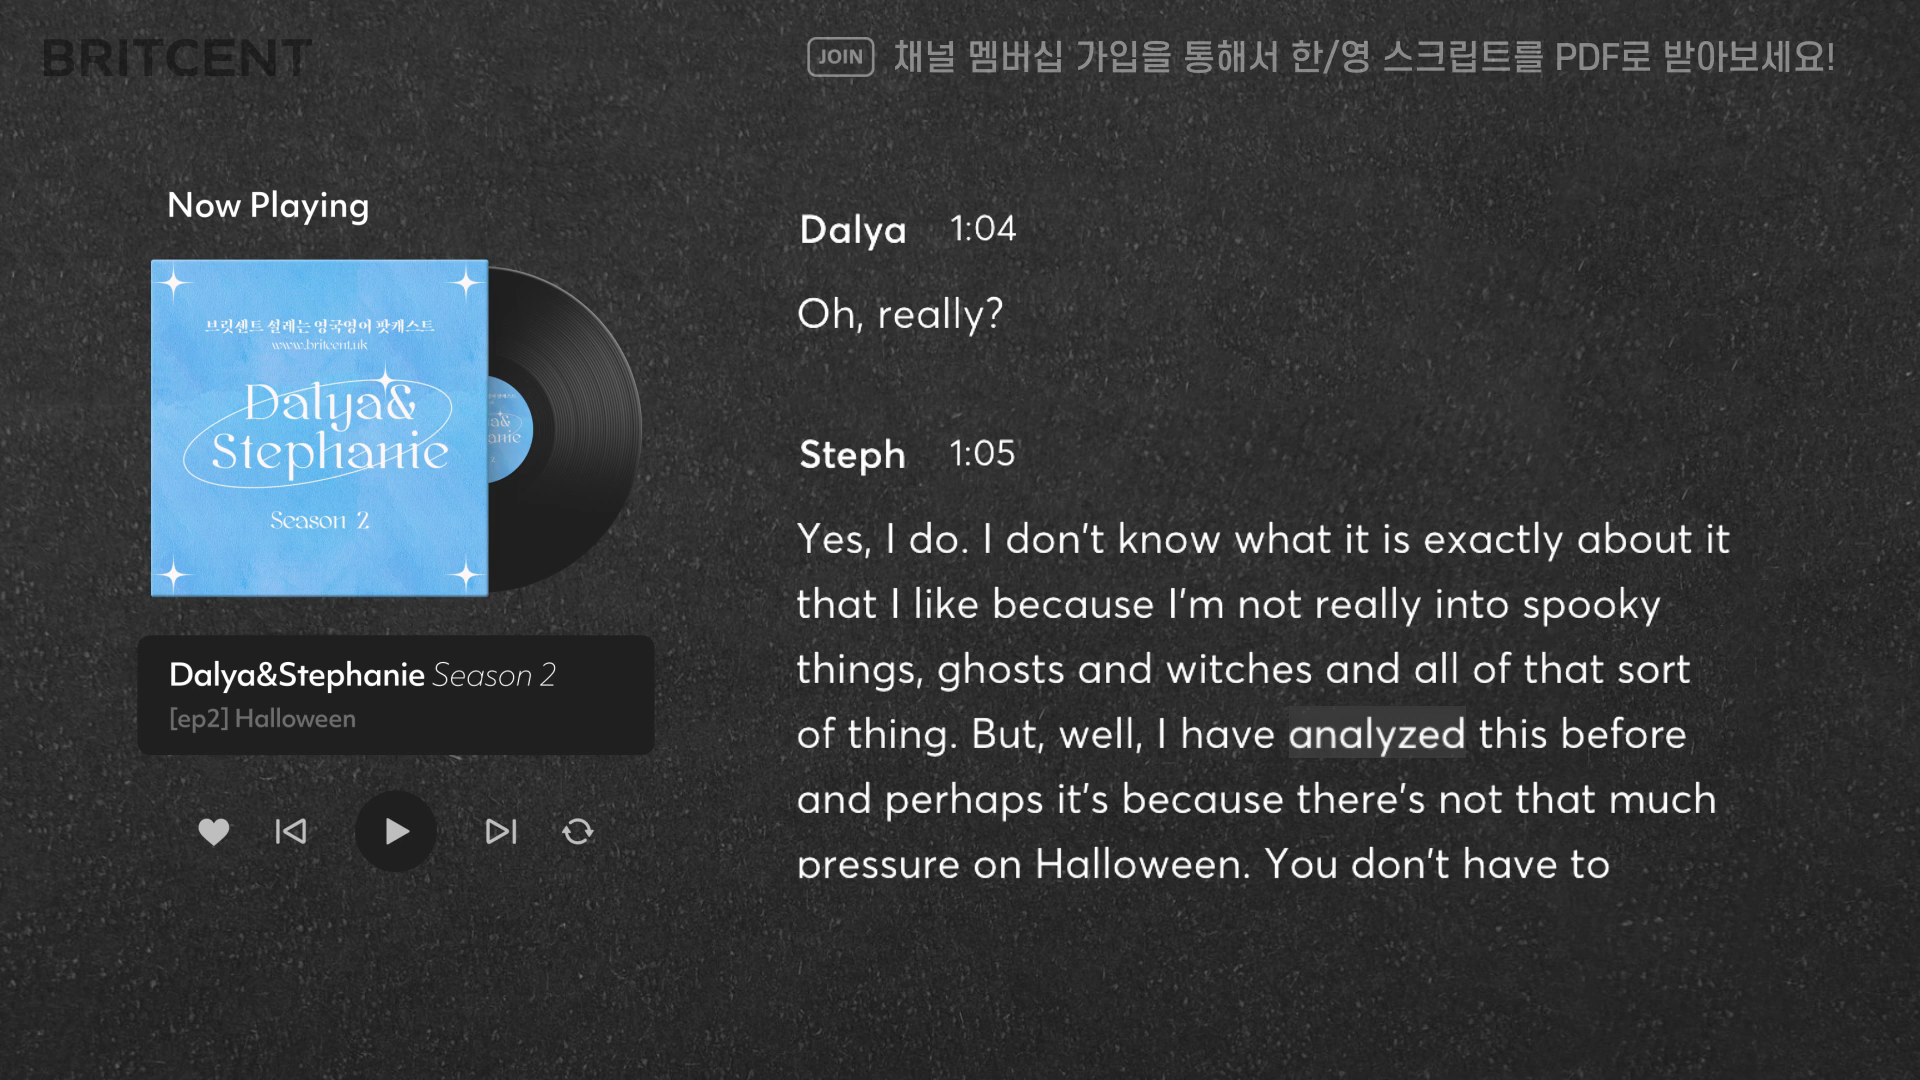 BRITCENT
JOIN 채널 멤버십 가입을 통해서 한/영 스크립트를 PDF로 받아보세요!
Now Playing
브릿센트 설레는 영국영어 팟캐스트
www.britcent.uk
Dalya&
Stephanie
Season 2
Dalya&Stephanie Season 2
[ep2] Halloween
Dalya 1:04
Oh, really?
Steph 1:05
Yes, I do. I don't know what it is exactly about it
that I like because I'm not really into spooky
things, ghosts and witches and all of that sort
of thing. But, well, I have analyzed this before
and perhaps it's because there's not that much
pressure on Halloween. You don't have to